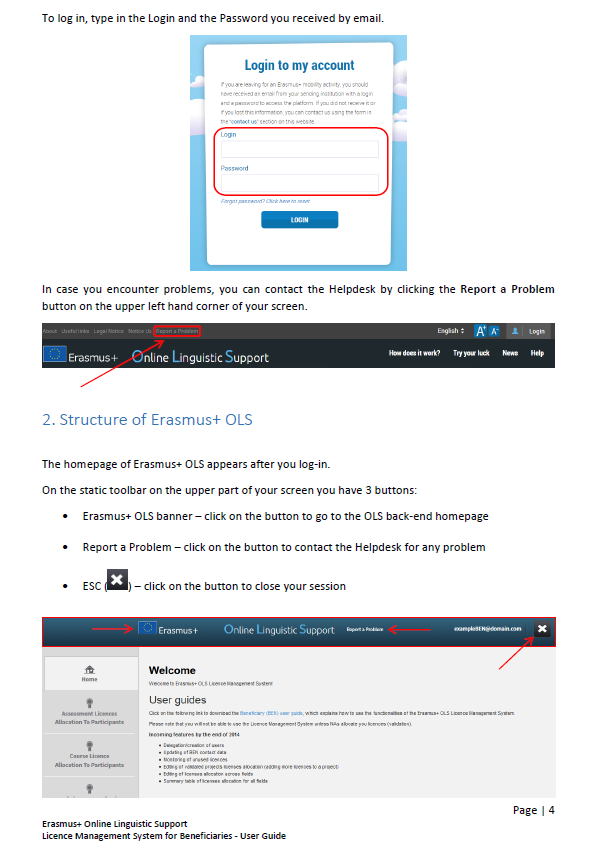 To log in, type in the Login and the Password you received by email.
Login to my account
If you are leaving for an Erasmus+ mobility activity, you should
have received an email from your sending institution with a login
and a password to access the platform. If you did not receive it or
if you lost this information, you can contact us using the form in
the "contact us" section on this website.
Login
Password
Forgot password? Click here to reset
LOGIN
In case you encounter problems, you can contact the Helpdesk by clicking the Report a Problem
button on the upper left hand corner of your screen.
About Useful links Legal Notice Notice Us Report a Problem English A+ A- Login
Erasmus+ Online Linguistic Support How does it work? Try your luck News Help
2. Structure of Erasmus+ OLS
The homepage of Erasmus+ OLS appears after you log-in.
On the static toolbar on the upper part of your screen you have 3 buttons:
• Erasmus+ OLS banner – click on the button to go to the OLS back-end homepage
• Report a Problem – click on the button to contact the Helpdesk for any problem
• ESC ( ) – click on the button to close your session
Erasmus+ Online Linguistic Support Report a Problem exampleBEN@domain.com
Home
Assessment Licences
Allocation To Participants
Course Licence
Allocation To Participants
Welcome
Welcome to Erasmus+ OLS Licence Management System!
User guides
Click on the following link to download the Beneficiary (BEN) user guide, which explains how to use the functionalities of the Erasmus+ OLS Licence Management System.
Please note that you will not be able to use the Licence Management System unless NAs allocate you licences (validation).
Incoming features by the end of 2014
• Delegation/creation of users
• Updating of BEN contact data
• Monitoring of unused licences
• Editing of validated projects licenses allocation (adding more licences to a project)
• Editing of licenses allocation across fields
• Summary table of licenses allocation for all fields
Page | 4
Erasmus+ Online Linguistic Support
Licence Management System for Beneficiaries - User Guide